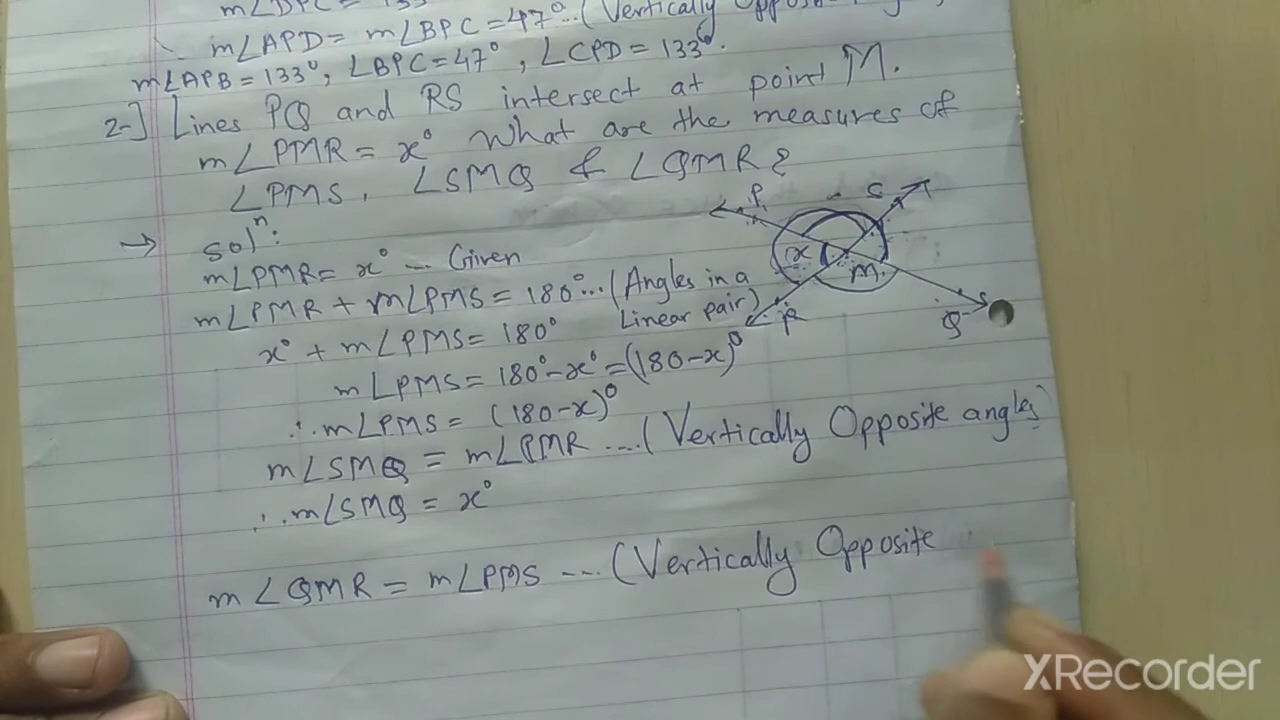 m∠APD = m∠BPC = 47° ... (Vertically
m∠APB = 133°, ∠BPC = 47°, ∠CPD = 133°.
2-] Lines PQ and RS intersect at point M.
m∠PMR = x° What are the measures of
∠PMS, ∠SMQ & ∠QMR?
→ solⁿ:
m∠PMR = x° ... Given
m∠PMR + m∠PMS = 180° ... (Angles in a
Linear pair)
x° + m∠PMS = 180°
m∠PMS = 180° - x° = (180-x)°
∴ m∠PMS = (180-x)°
m∠SMQ = m∠PMR .... (Vertically Opposite angles)
∴ m∠SMQ = x°
m∠QMR = m∠PMS ... (Vertically Opposite
P
S
x
M
R
Q
XRecorder